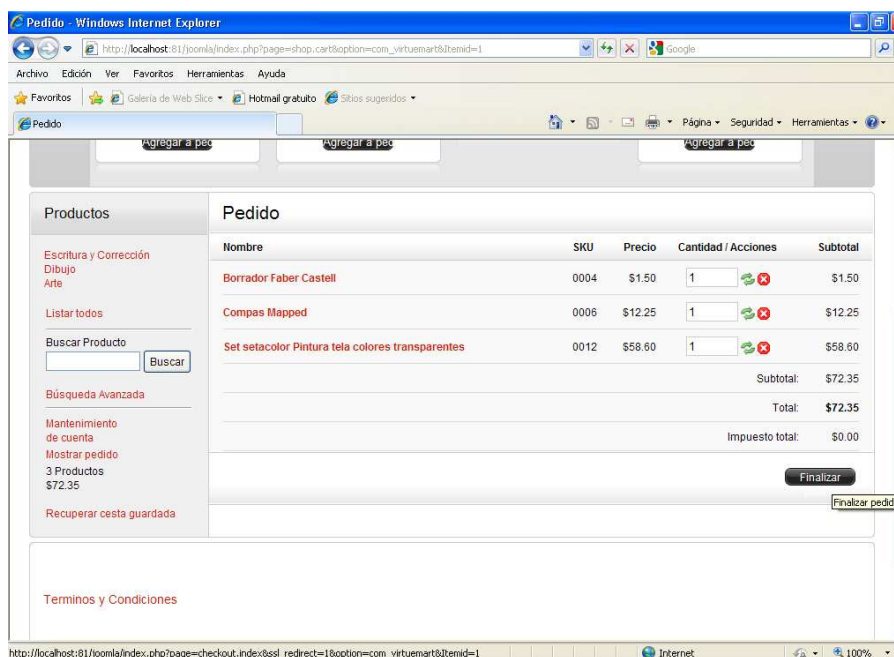 Pedido - Windows Internet Explorer
http://localhost:81/joomla/index.php?page=shop.cart&option=com_virtuemart&Itemid=1
Google
Archivo Edición Ver Favoritos Herramientas Ayuda
Favoritos Galería de Web Slice Hotmail gratuito Sitios sugeridos
Pedido Página Seguridad Herramientas
Agregar a ped Agregar a ped Agregar a ped
Productos
Escritura y Corrección
Dibujo
Arte
Listar todos
Buscar Producto
Buscar
Búsqueda Avanzada
Mantenimiento
de cuenta
Mostrar pedido
3 Productos
$72.35
Recuperar cesta guardada
Pedido
Nombre SKU Precio Cantidad / Acciones Subtotal
Borrador Faber Castell 0004 $1.50 1 $1.50
Compas Mapped 0006 $12.25 1 $12.25
Set setacolor Pintura tela colores transparentes 0012 $58.60 1 $58.60
Subtotal: $72.35
Total: $72.35
Impuesto total: $0.00
Finalizar
Finalizar pedid
Terminos y Condiciones
http://localhost:81/joomla/index.php?page=checkout.index&ssl_redirect=1&option=com_virtuemart&Itemid=1 Internet 100%